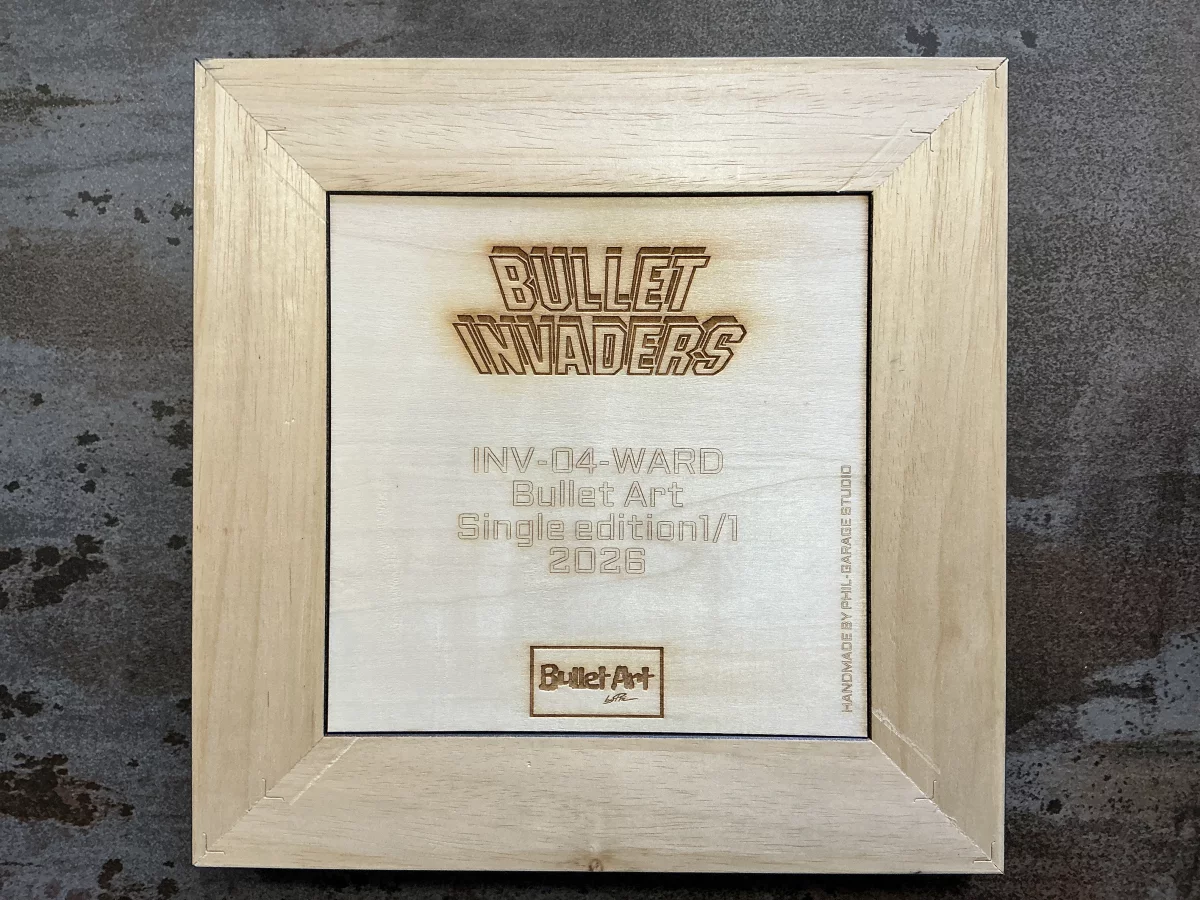 BULLET
INVADERS
INV-04-WARD
Bullet Art
Single edition1/1
2026
Bullet Art
HANDMADE BY PHIL-GARAGE STUDIO